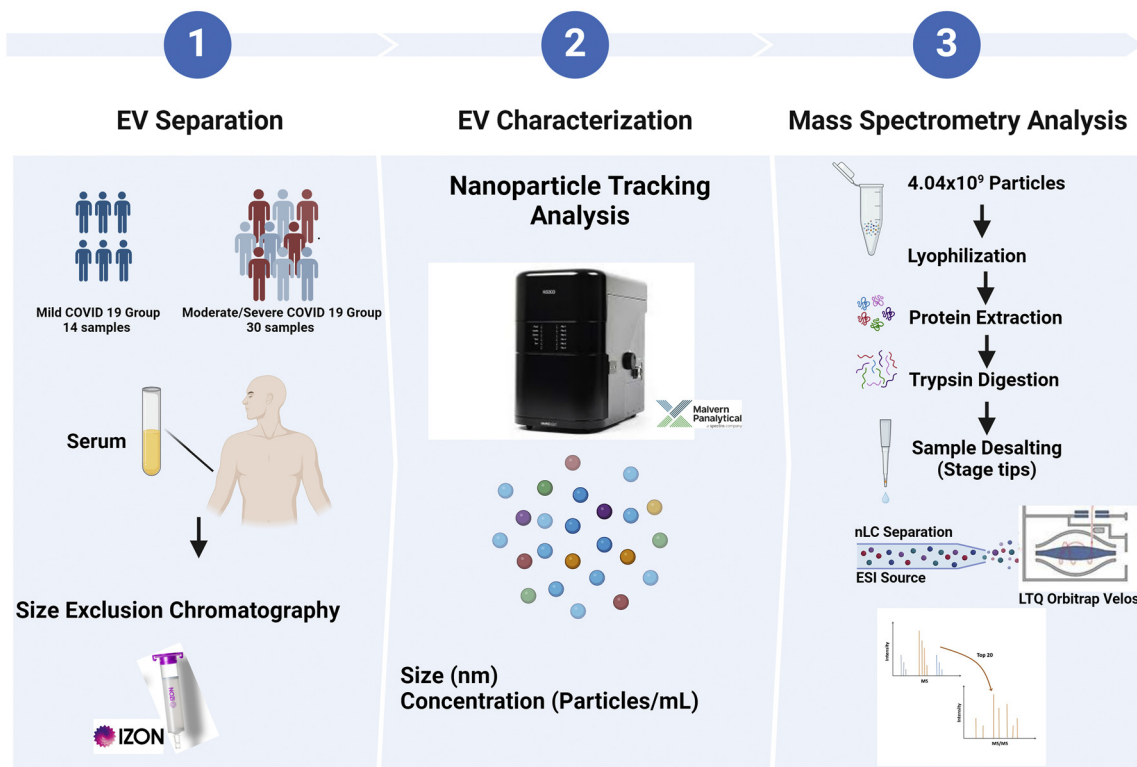 1
2
3
EV Separation
EV Characterization
Mass Spectrometry Analysis
Mild COVID 19 Group
14 samples
Moderate/Severe COVID 19 Group
30 samples
Serum
Size Exclusion Chromatography
IZON
IZON
Nanoparticle Tracking
Analysis
Malvern
Panalytical
a spectris company
Size (nm)
Concentration (Particles/mL)
4.04x10⁹ Particles
Lyophilization
Protein Extraction
Trypsin Digestion
Sample Desalting
(Stage tips)
nLC Separation
ESI Source
LTQ Orbitrap Velos
Intensity
MS
Top 20
Intensity
MS/MS